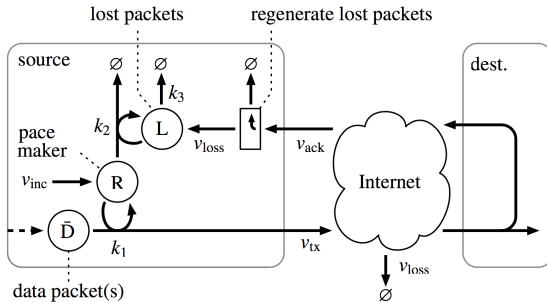 lost packets
regenerate lost packets
source
dest.
∅
∅
∅
k3
k2
L
vloss
vack
pace
maker
Internet
vinc
R
D̄
k1
vtx
vloss
∅
data packet(s)